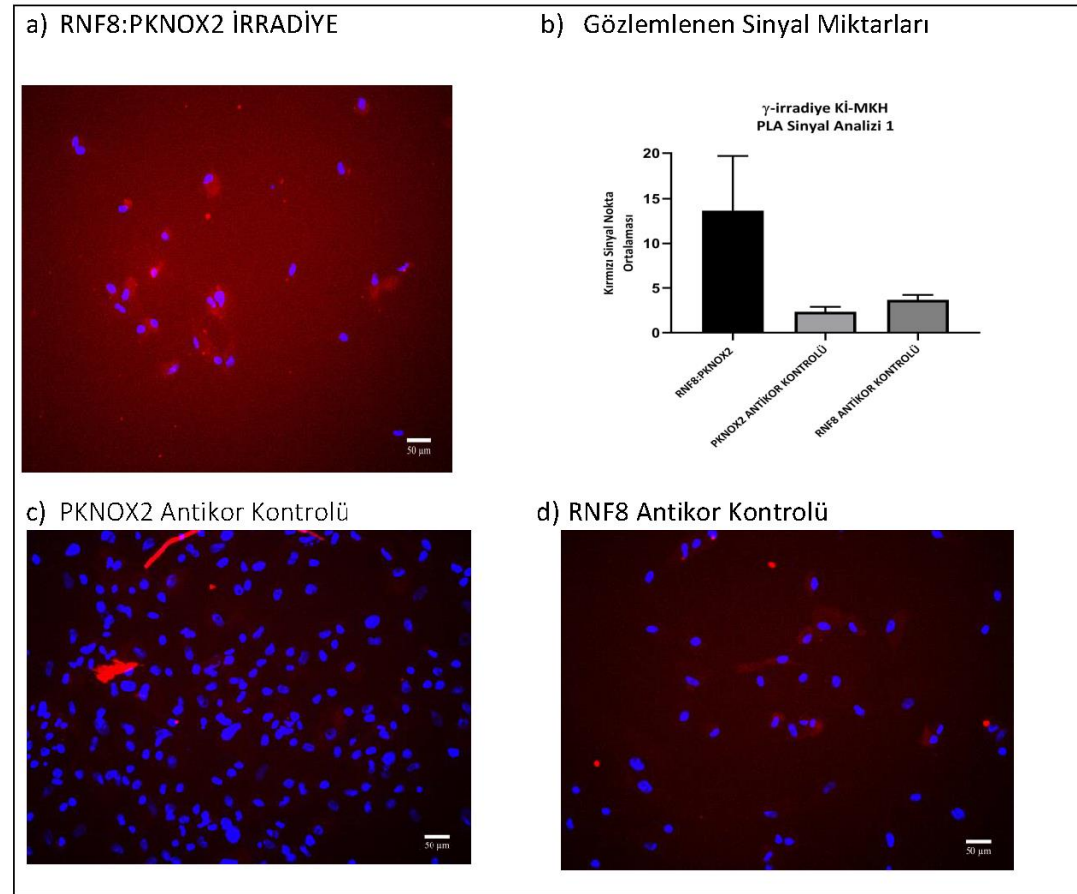 a) RNF8:PKNOX2 İRRADİYE
b) Gözlemlenen Sinyal Miktarları
50 µm
γ-irradiye Kİ-MKH
PLA Sinyal Analizi 1
Kırmızı Sinyal Nokta
Ortalaması
20
15
10
5
0
RNF8:PKNOX2
PKNOX2 ANTİKOR KONTROLÜ
RNF8 ANTİKOR KONTROLÜ
c) PKNOX2 Antikor Kontrolü
d) RNF8 Antikor Kontrolü
50 µm
50 µm